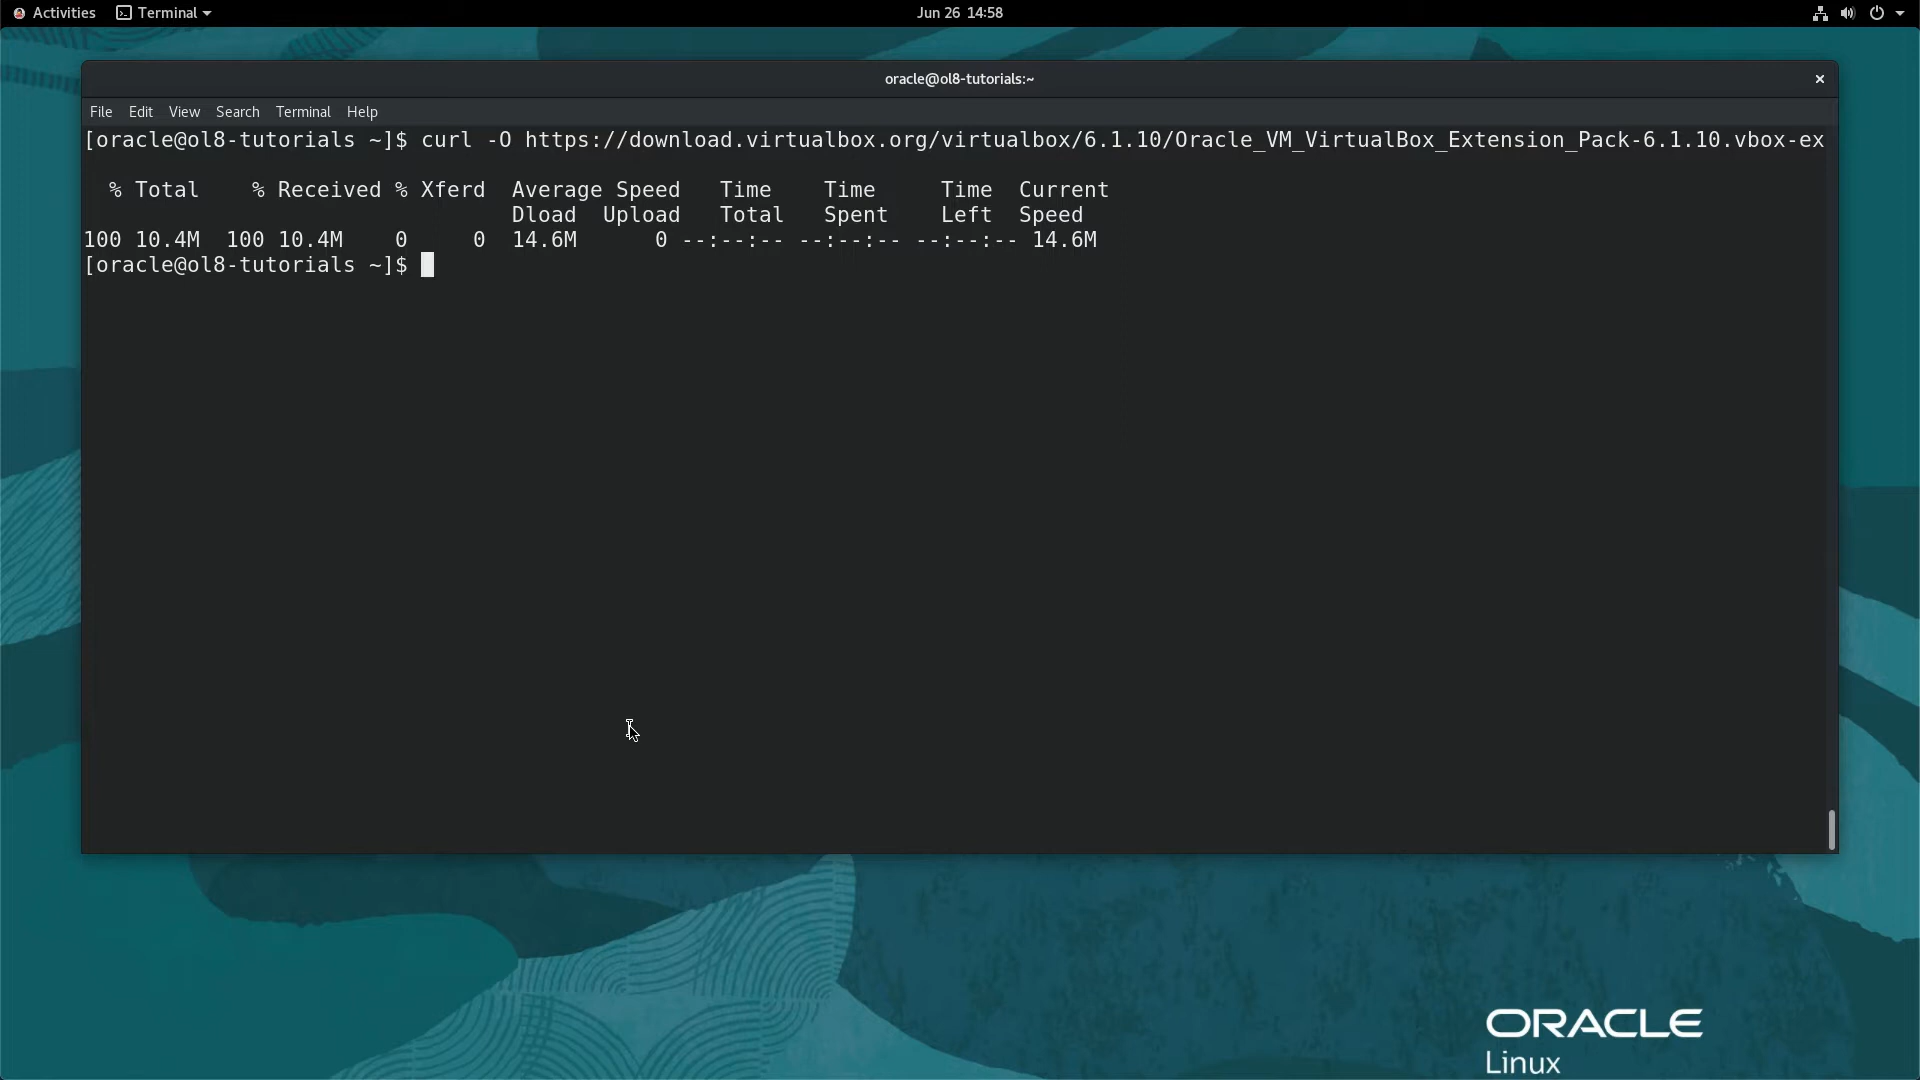 Activities Terminal Jun 26 14:58
oracle@ol8-tutorials:~
File Edit View Search Terminal Help
[oracle@ol8-tutorials ~]$ curl -O https://download.virtualbox.org/virtualbox/6.1.10/Oracle_VM_VirtualBox_Extension_Pack-6.1.10.vbox-ex
% Total % Received % Xferd Average Speed Time Time Time Current
Dload Upload Total Spent Left Speed
100 10.4M 100 10.4M 0 0 14.6M 0 --:--:-- --:--:-- --:--:-- 14.6M
[oracle@ol8-tutorials ~]$
ORACLE
Linux